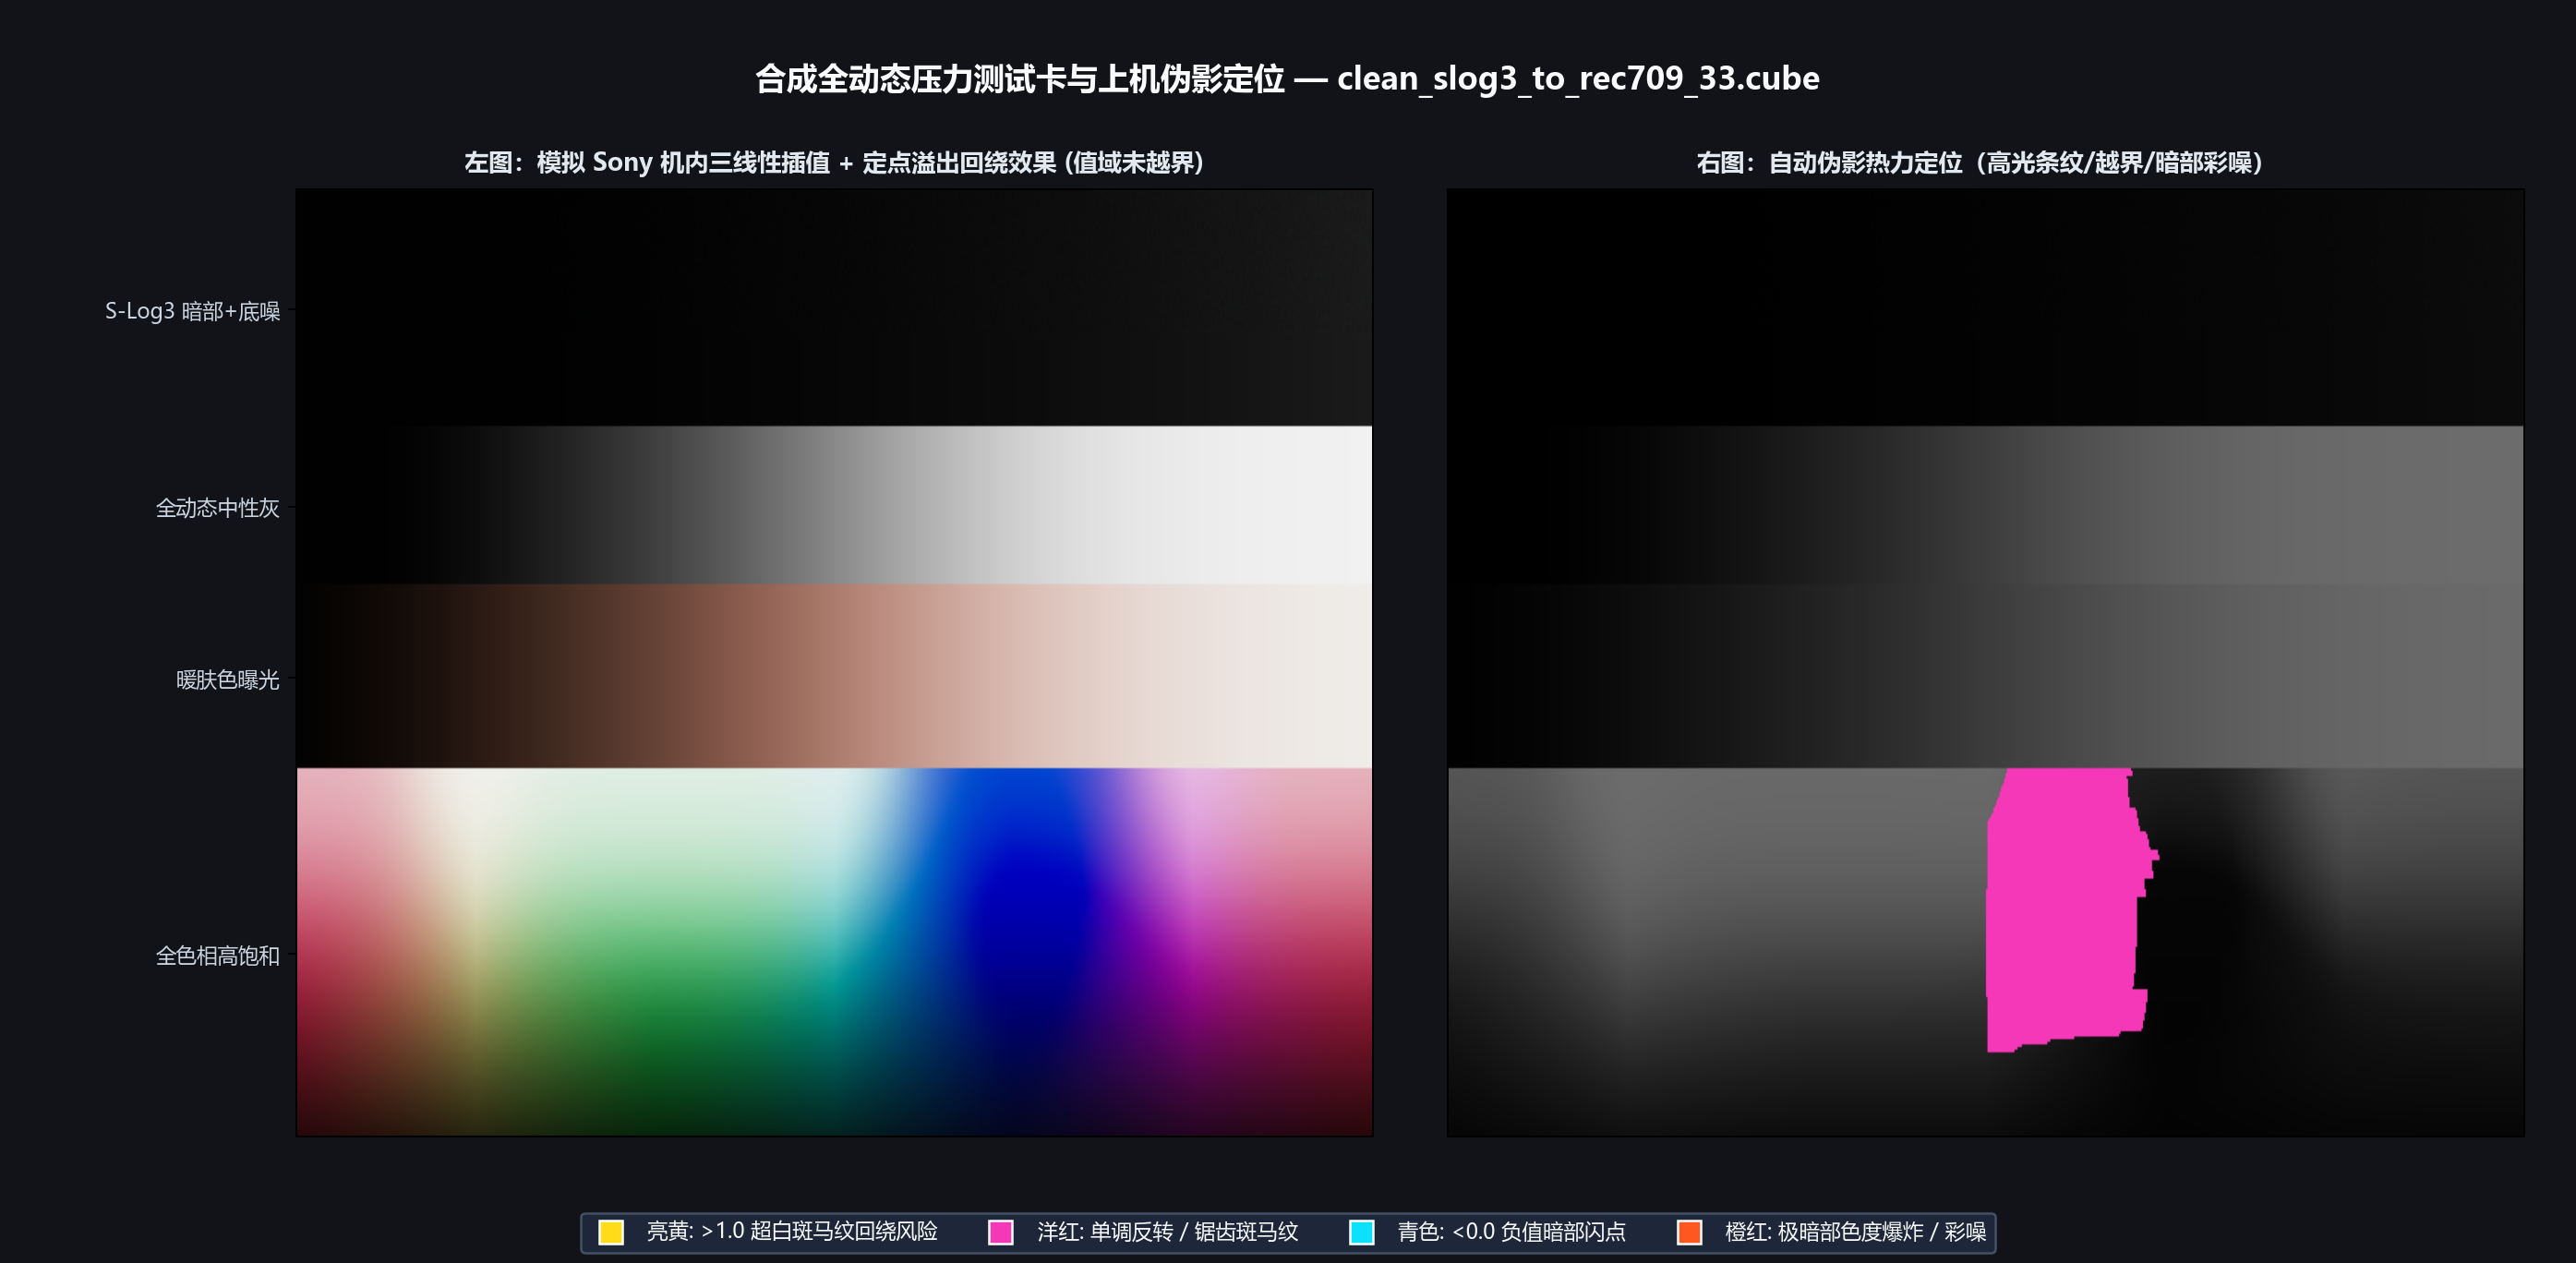 合成全动态压力测试卡与上机伪影定位 — clean_slog3_to_rec709_33.cube
左图：模拟 Sony 机内三线性插值 + 定点溢出回绕效果 (值域未越界)
右图：自动伪影热力定位（高光条纹/越界/暗部彩噪）
S-Log3 暗部+底噪
全动态中性灰
暖肤色曝光
全色相高饱和
亮黄: >1.0 超白斑马纹回绕风险
洋红: 单调反转 / 锯齿斑马纹
青色: <0.0 负值暗部闪点
橙红: 极暗部色度爆炸 / 彩噪